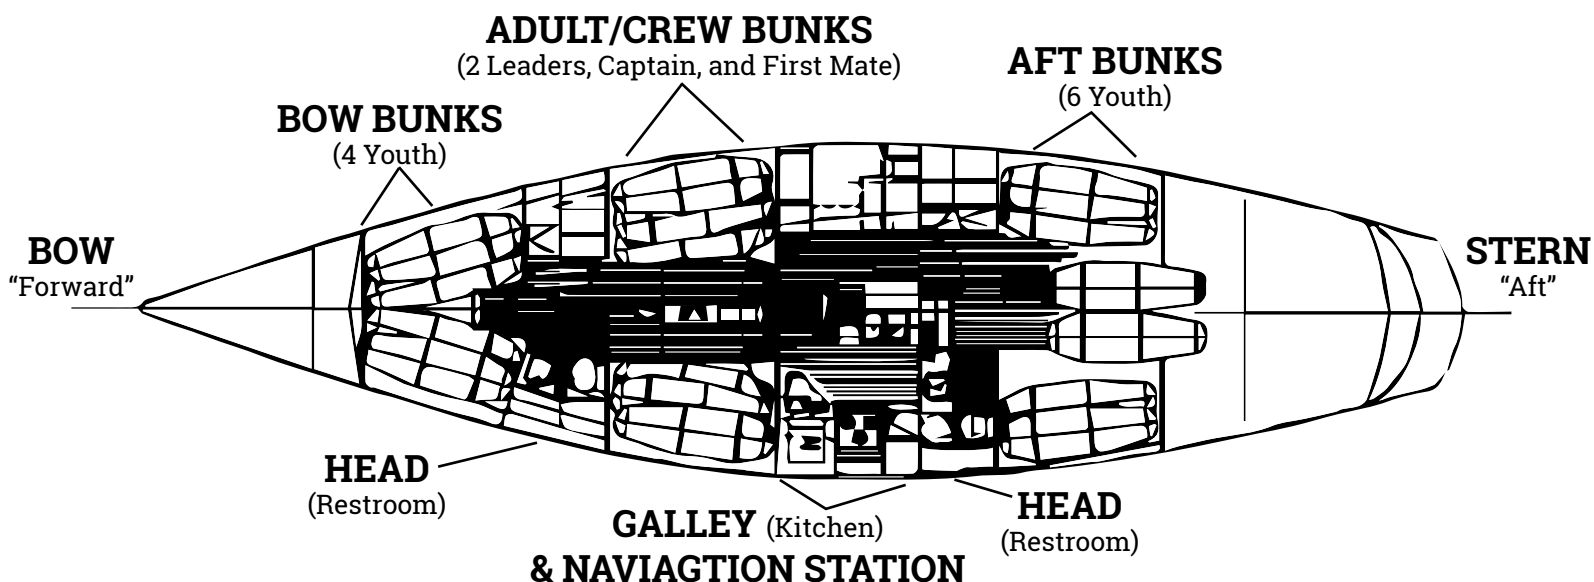 ADULT/CREW BUNKS
(2 Leaders, Captain, and First Mate)
AFT BUNKS
(6 Youth)
BOW BUNKS
(4 Youth)
BOW
“Forward”
STERN
“Aft”
HEAD
(Restroom)
GALLEY (Kitchen)
& NAVIAGTION STATION
HEAD
(Restroom)